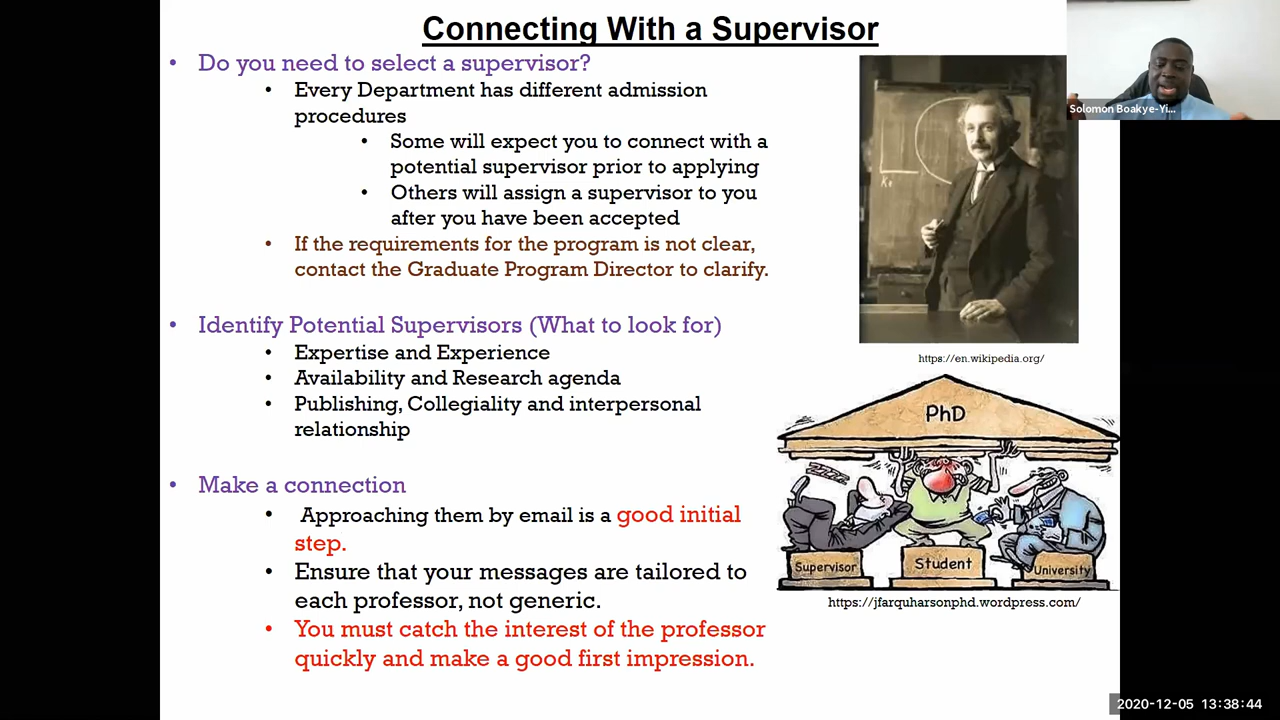 Connecting With a Supervisor
• Do you need to select a supervisor?
• Every Department has different admission
procedures
• Some will expect you to connect with a
potential supervisor prior to applying
• Others will assign a supervisor to you
after you have been accepted
• If the requirements for the program is not clear,
contact the Graduate Program Director to clarify.
• Identify Potential Supervisors (What to look for)
• Expertise and Experience
• Availability and Research agenda
• Publishing, Collegiality and interpersonal
relationship
• Make a connection
• Approaching them by email is a good initial
step.
• Ensure that your messages are tailored to
each professor, not generic.
• You must catch the interest of the professor
quickly and make a good first impression.
Solomon Boakye-Yi...
https://en.wikipedia.org/
PhD
Supervisor
Student
University
https://jfarquharsonphd.wordpress.com/
2020-12-05 13:38:44